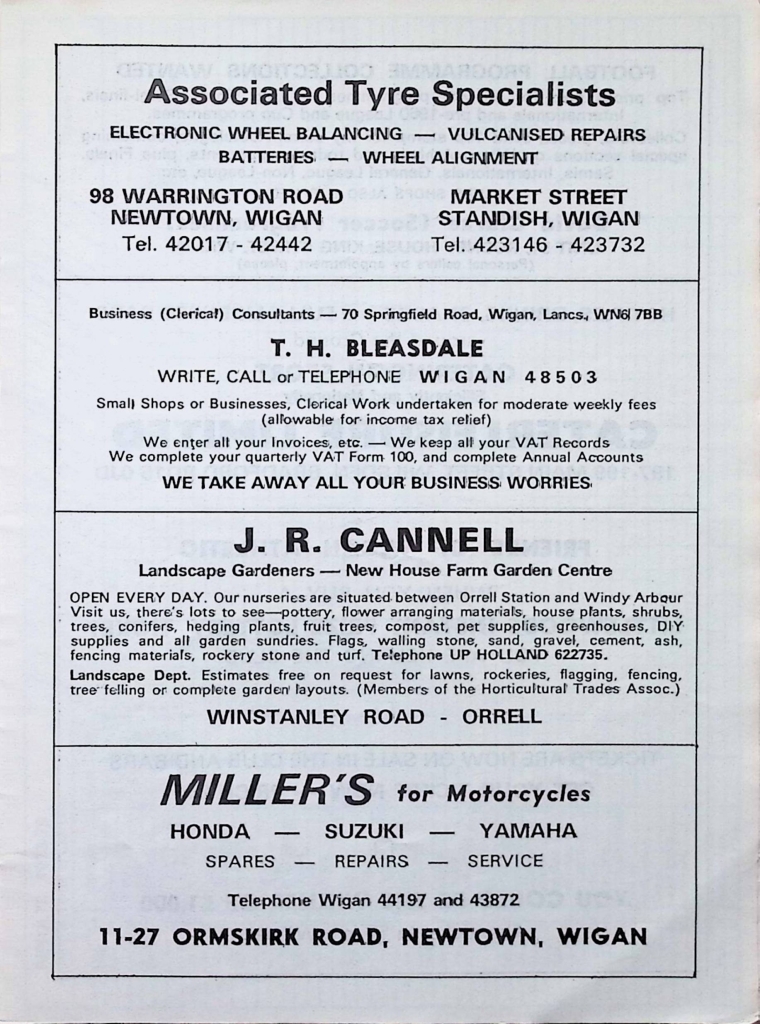 Associated Tyre Specialists
ELECTRONIC WHEEL BALANCING — VULCANISED REPAIRS
BATTERIES — WHEEL ALIGNMENT
98 WARRINGTON ROAD
NEWTOWN, WIGAN
Tel. 42017 - 42442
MARKET STREET
STANDISH, WIGAN
Tel. 423146 - 423732
Business (Clerical) Consultants — 70 Springfield Road, Wigan, Lancs., WN6 7BB
T. H. BLEASDALE
WRITE, CALL or TELEPHONE WIGAN 48503
Small Shops or Businesses, Clerical Work undertaken for moderate weekly fees
(allowable for income tax relief)
We enter all your Invoices, etc. — We keep all your VAT Records
We complete your quarterly VAT Form 100, and complete Annual Accounts
WE TAKE AWAY ALL YOUR BUSINESS WORRIES
J. R. CANNELL
Landscape Gardeners — New House Farm Garden Centre
OPEN EVERY DAY. Our nurseries are situated between Orrell Station and Windy Arbour
Visit us, there's lots to see—pottery, flower arranging materials, house plants, shrubs,
trees, conifers, hedging plants, fruit trees, compost, pet supplies, greenhouses, DIY
supplies and all garden sundries. Flags, walling stone, sand, gravel, cement, ash,
fencing materials, rockery stone and turf. Telephone UP HOLLAND 622735.
Landscape Dept. Estimates free on request for lawns, rockeries, flagging, fencing,
tree felling or complete garden layouts. (Members of the Horticultural Trades Assoc.)
WINSTANLEY ROAD - ORRELL
MILLER'S for Motorcycles
HONDA — SUZUKI — YAMAHA
SPARES — REPAIRS — SERVICE
Telephone Wigan 44197 and 43872
11-27 ORMSKIRK ROAD, NEWTOWN, WIGAN